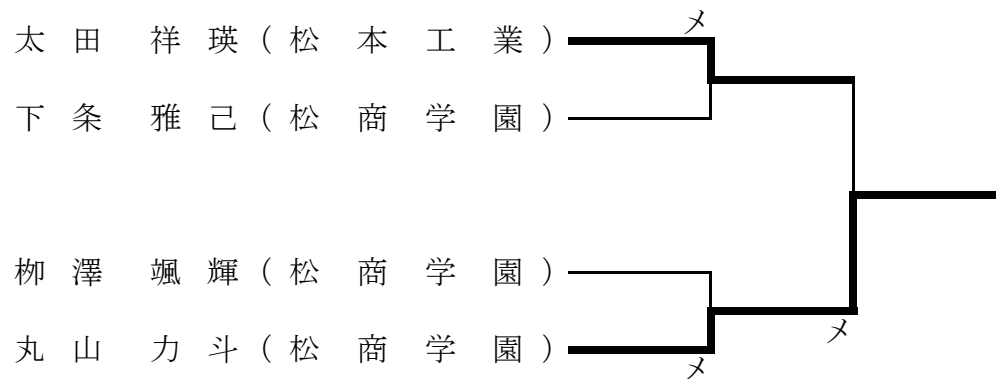 メ
太田 祥瑛(松本工業)
下条 雅己(松商学園)
栁澤 颯輝(松商学園)
メ
丸山 力斗(松商学園)
メ